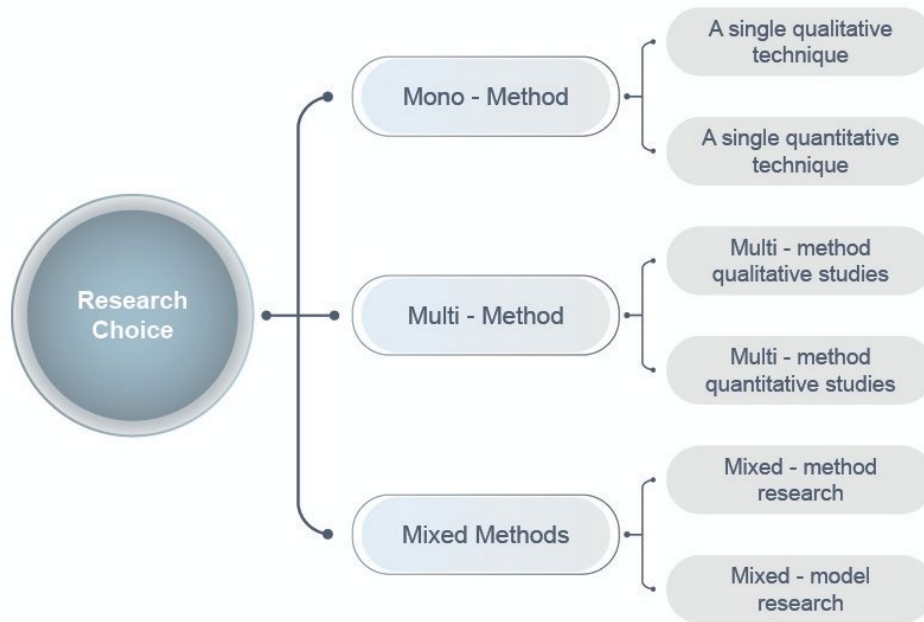 Research
Choice
Mono - Method
A single qualitative
technique
A single quantitative
technique
Multi - Method
Multi - method
qualitative studies
Multi - method
quantitative studies
Mixed Methods
Mixed - method
research
Mixed - model
research